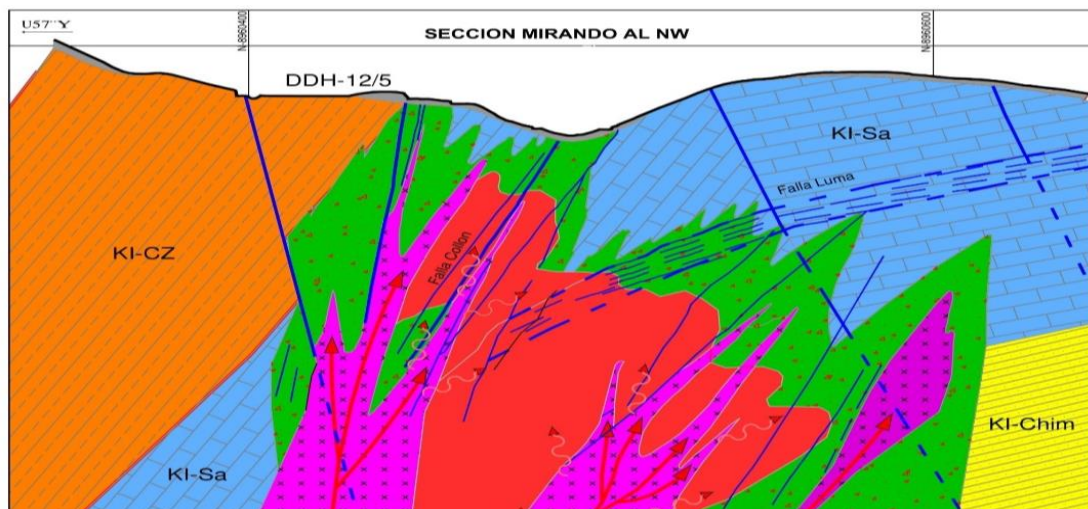 U57°Y
N-8960400
SECCION MIRANDO AL NW
N-8960600
DDH-12/5
KI-Sa
Falla Luma
KI-CZ
Falla Collon
KI-Chim
KI-Sa